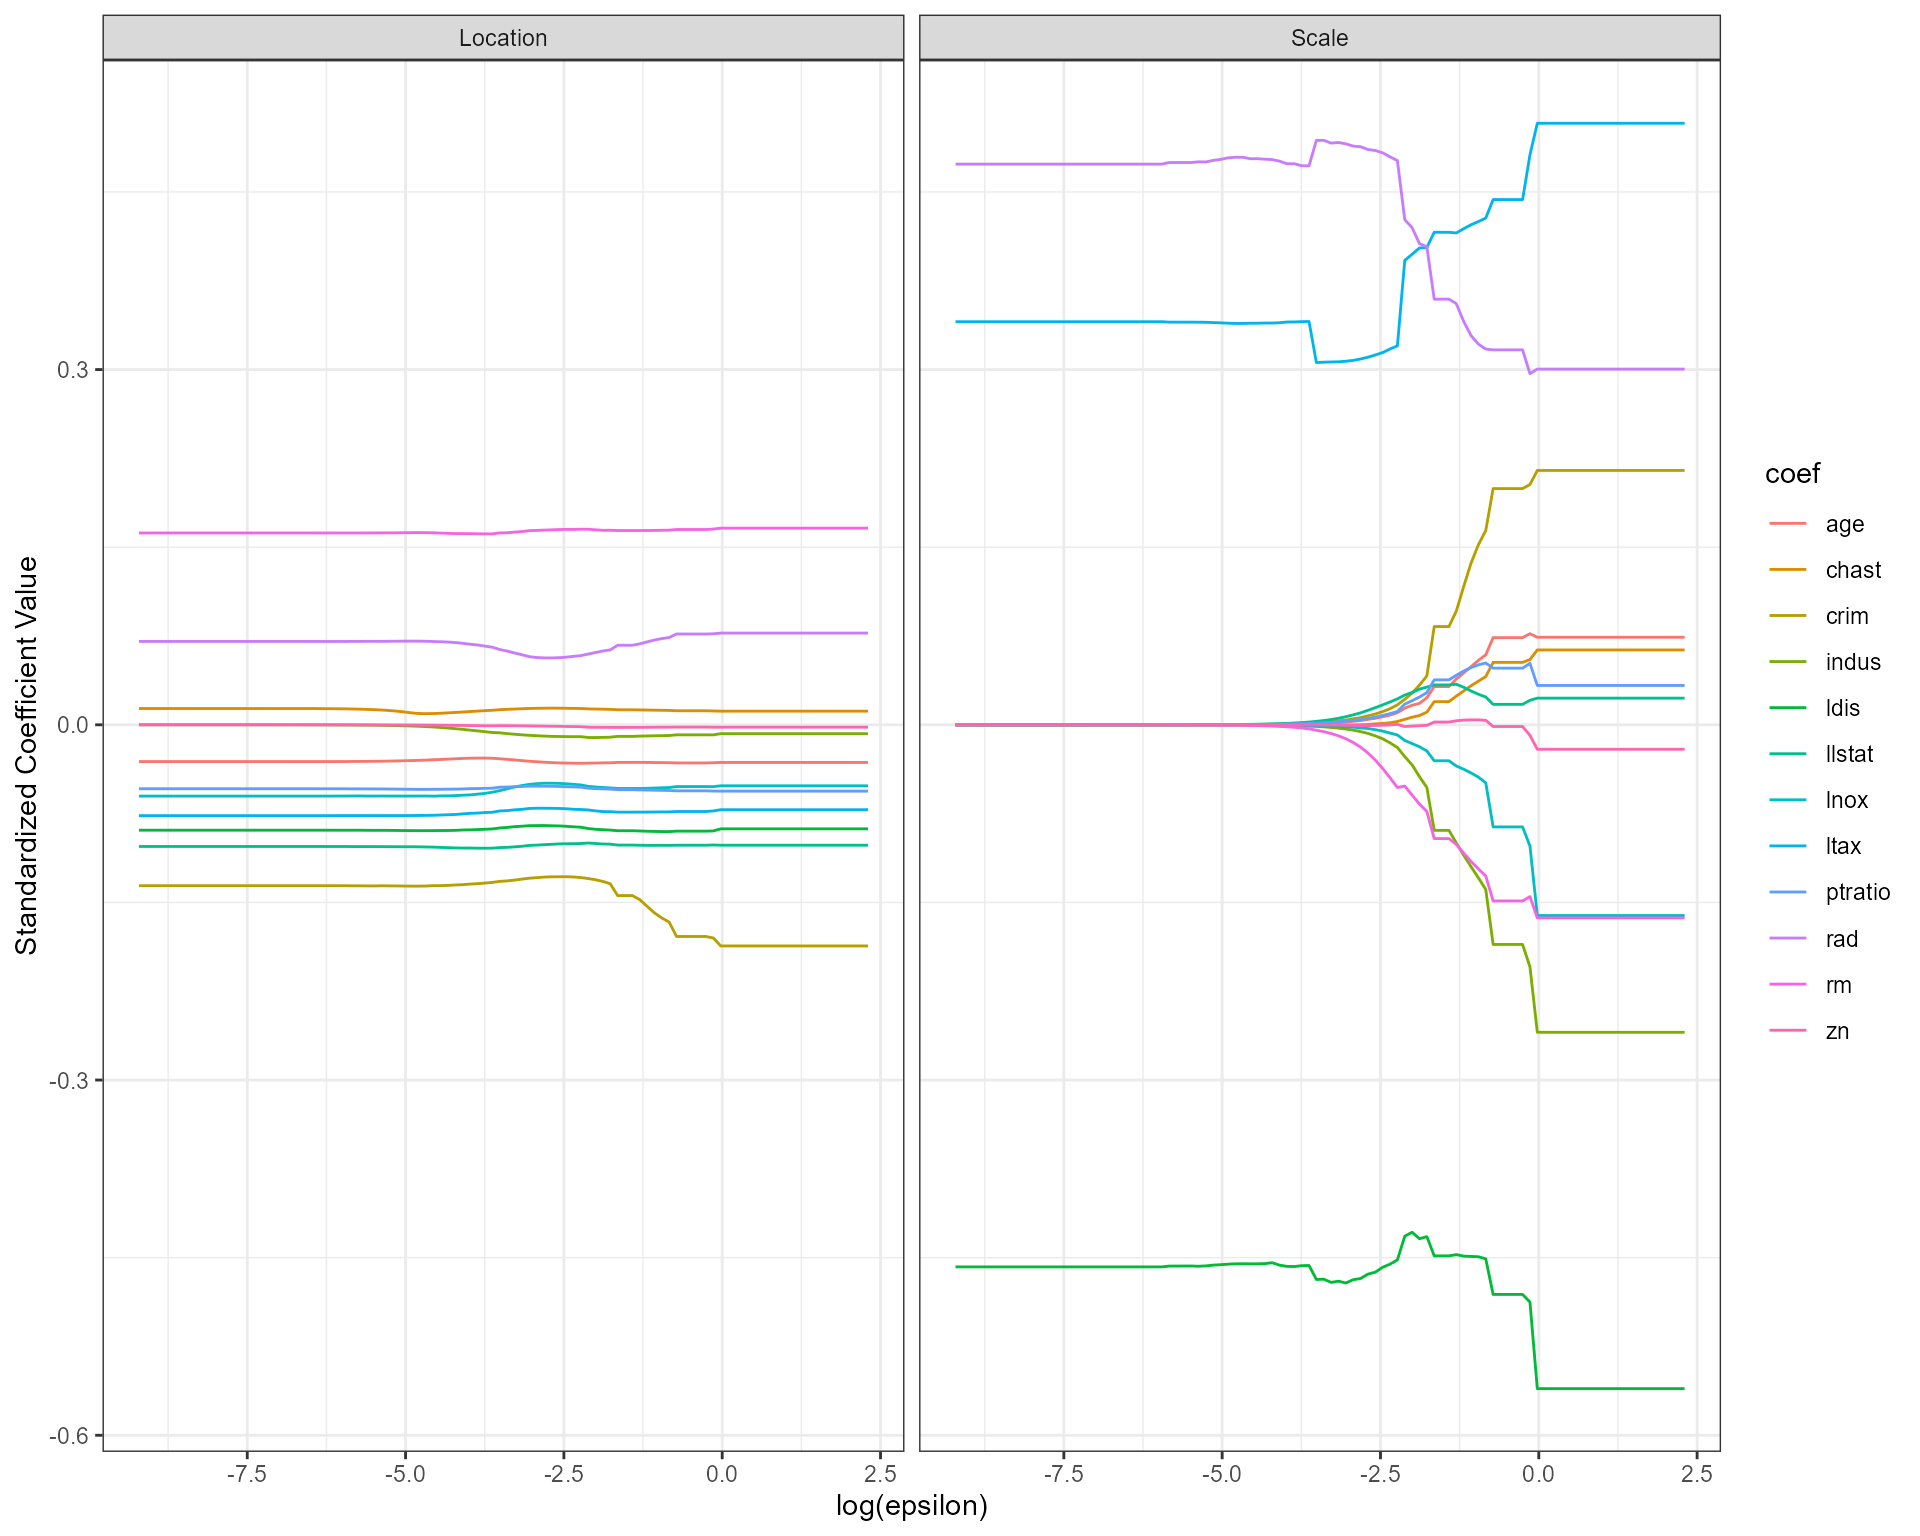 Location
Scale
Standardized Coefficient Value
0.3
0.0
-0.3
-0.6
-7.5
-5.0
-2.5
0.0
2.5
-7.5
-5.0
-2.5
0.0
2.5
log(epsilon)
coef
age
chast
crim
indus
ldis
llstat
lnox
ltax
ptratio
rad
rm
zn